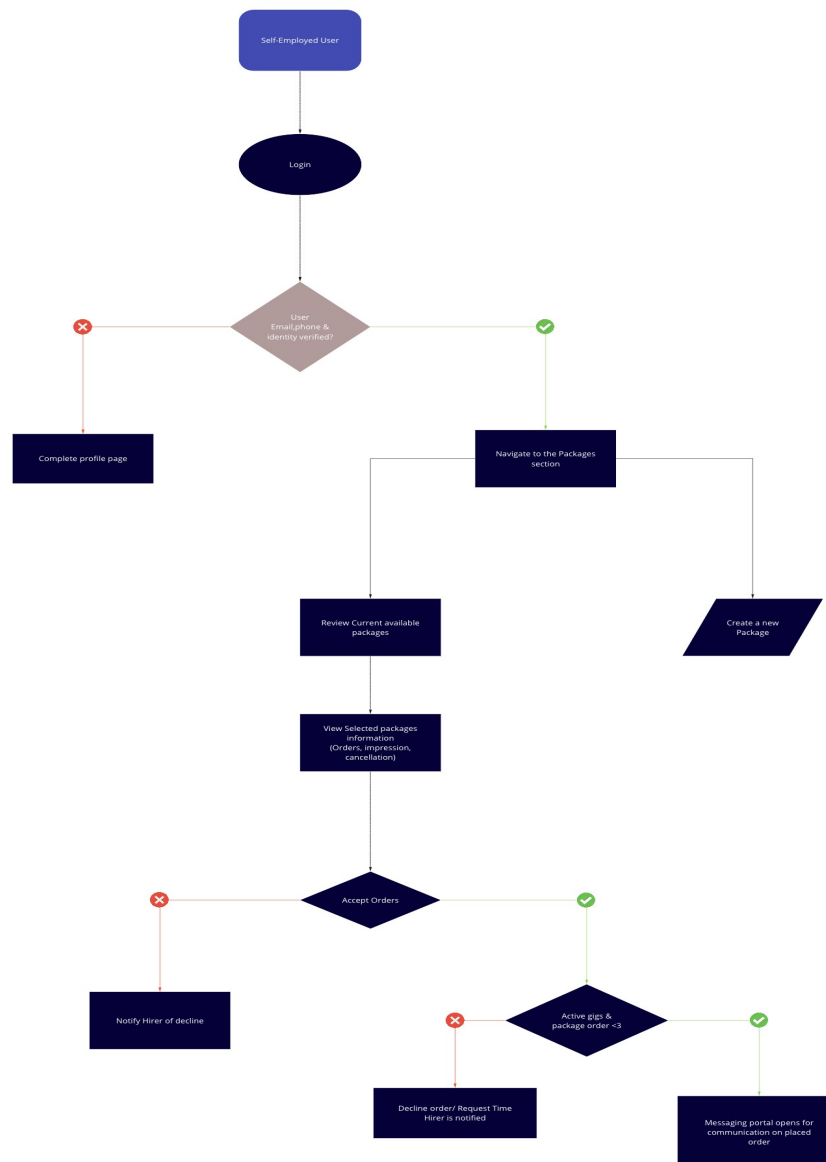 Self-Employed User
Login
User
Email,phone &
identity verified?
Complete profile page
Navigate to the Packages
section
Review Current available
packages
Create a new
Package
View Selected packages
information
(Orders, impression,
cancellation)
Accept Orders
Notify Hirer of decline
Active gigs &
package order <3
Decline order/ Request Time
Hirer is notified
Messaging portal opens for
communication on placed
order